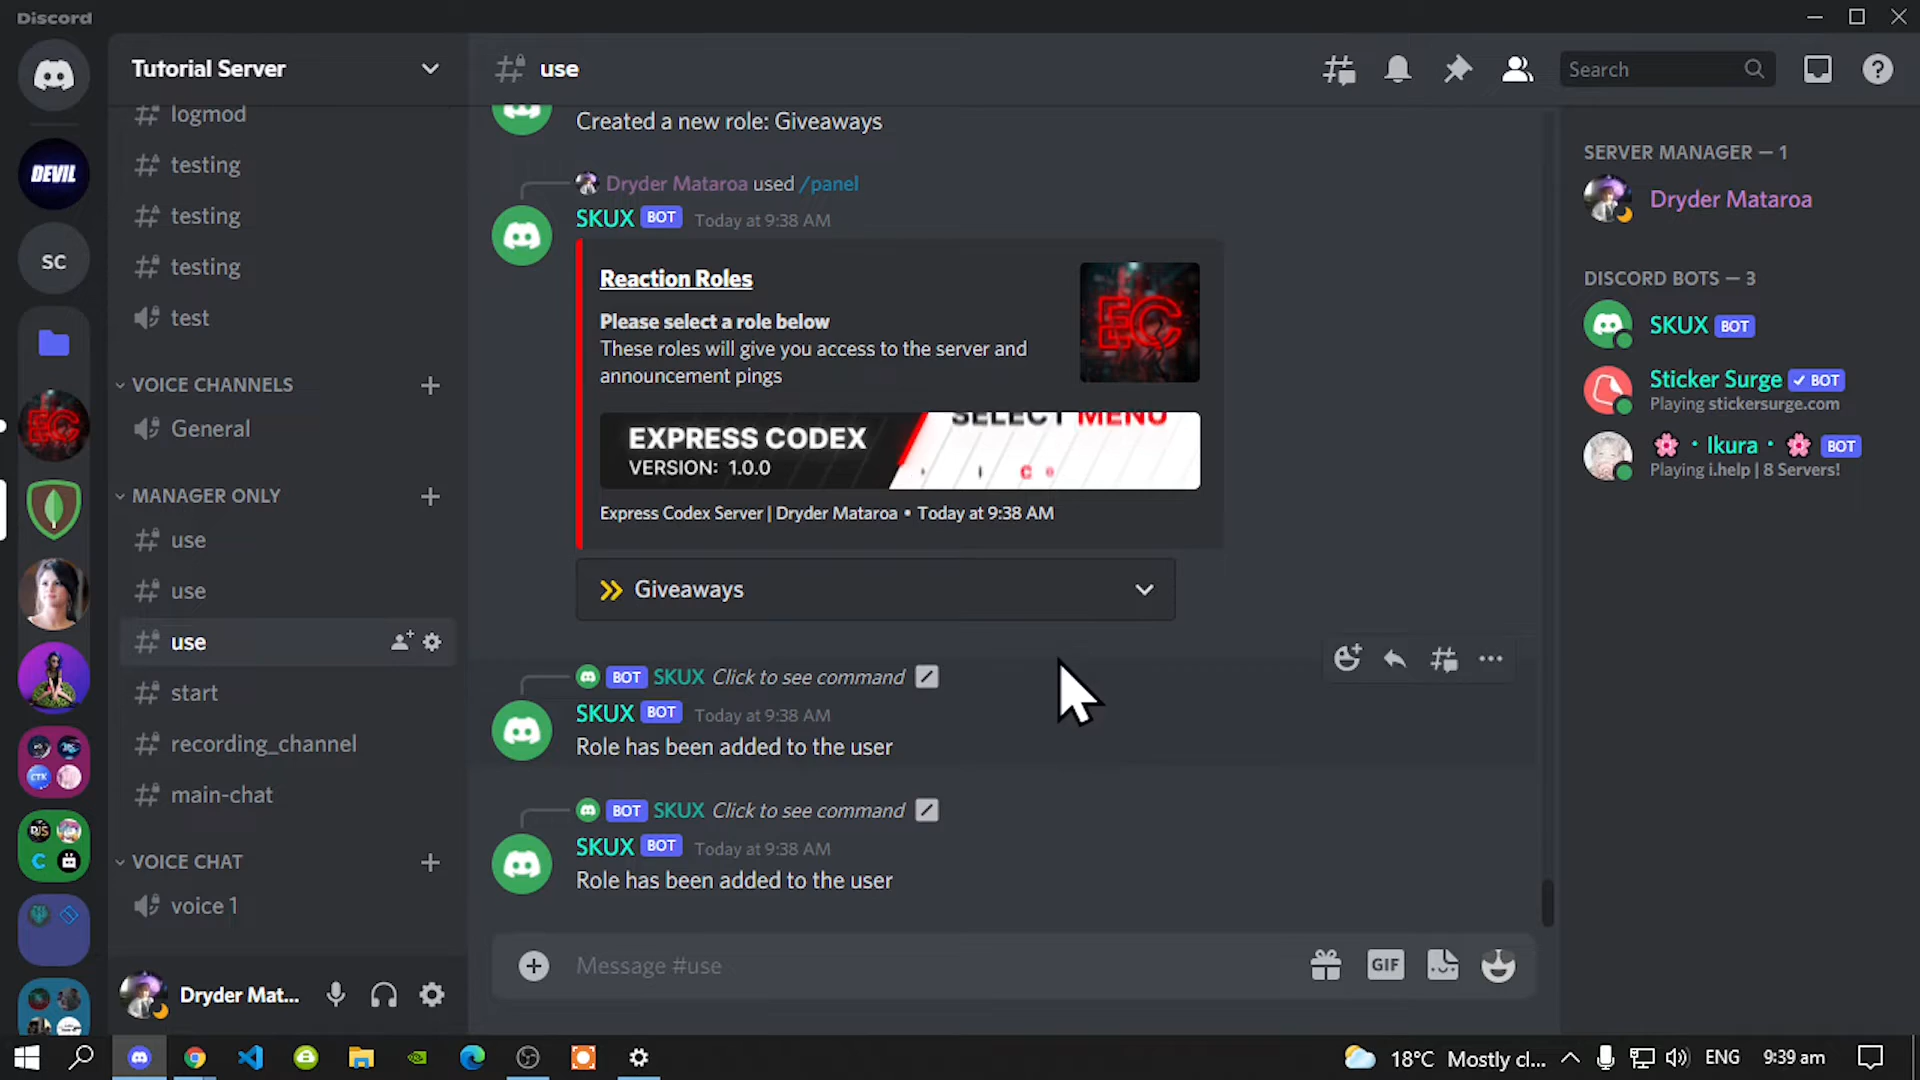 Discord
Tutorial Server
use
Search
logmod
testing
testing
testing
test
VOICE CHANNELS
General
MANAGER ONLY
use
use
use
start
recording_channel
main-chat
VOICE CHAT
voice 1
Dryder Mat...
DEVIL
SC
EC
CTK
Created a new role: Giveaways
Dryder Mataroa used /panel
SKUX BOT Today at 9:38 AM
Reaction Roles
Please select a role below
These roles will give you access to the server and
announcement pings
EC
EXPRESS CODEX
VERSION: 1.0.0
SELECT MENU
Express Codex Server | Dryder Mataroa • Today at 9:38 AM
Giveaways
BOT SKUX Click to see command
SKUX BOT Today at 9:38 AM
Role has been added to the user
BOT SKUX Click to see command
SKUX BOT Today at 9:38 AM
Role has been added to the user
Message #use
GIF
SERVER MANAGER — 1
Dryder Mataroa
DISCORD BOTS — 3
SKUX BOT
Sticker Surge ✓ BOT
Playing stickersurge.com
🌸 • Ikura • 🌸 BOT
Playing i.help | 8 Servers!
18°C Mostly cl...
ENG
9:39 am